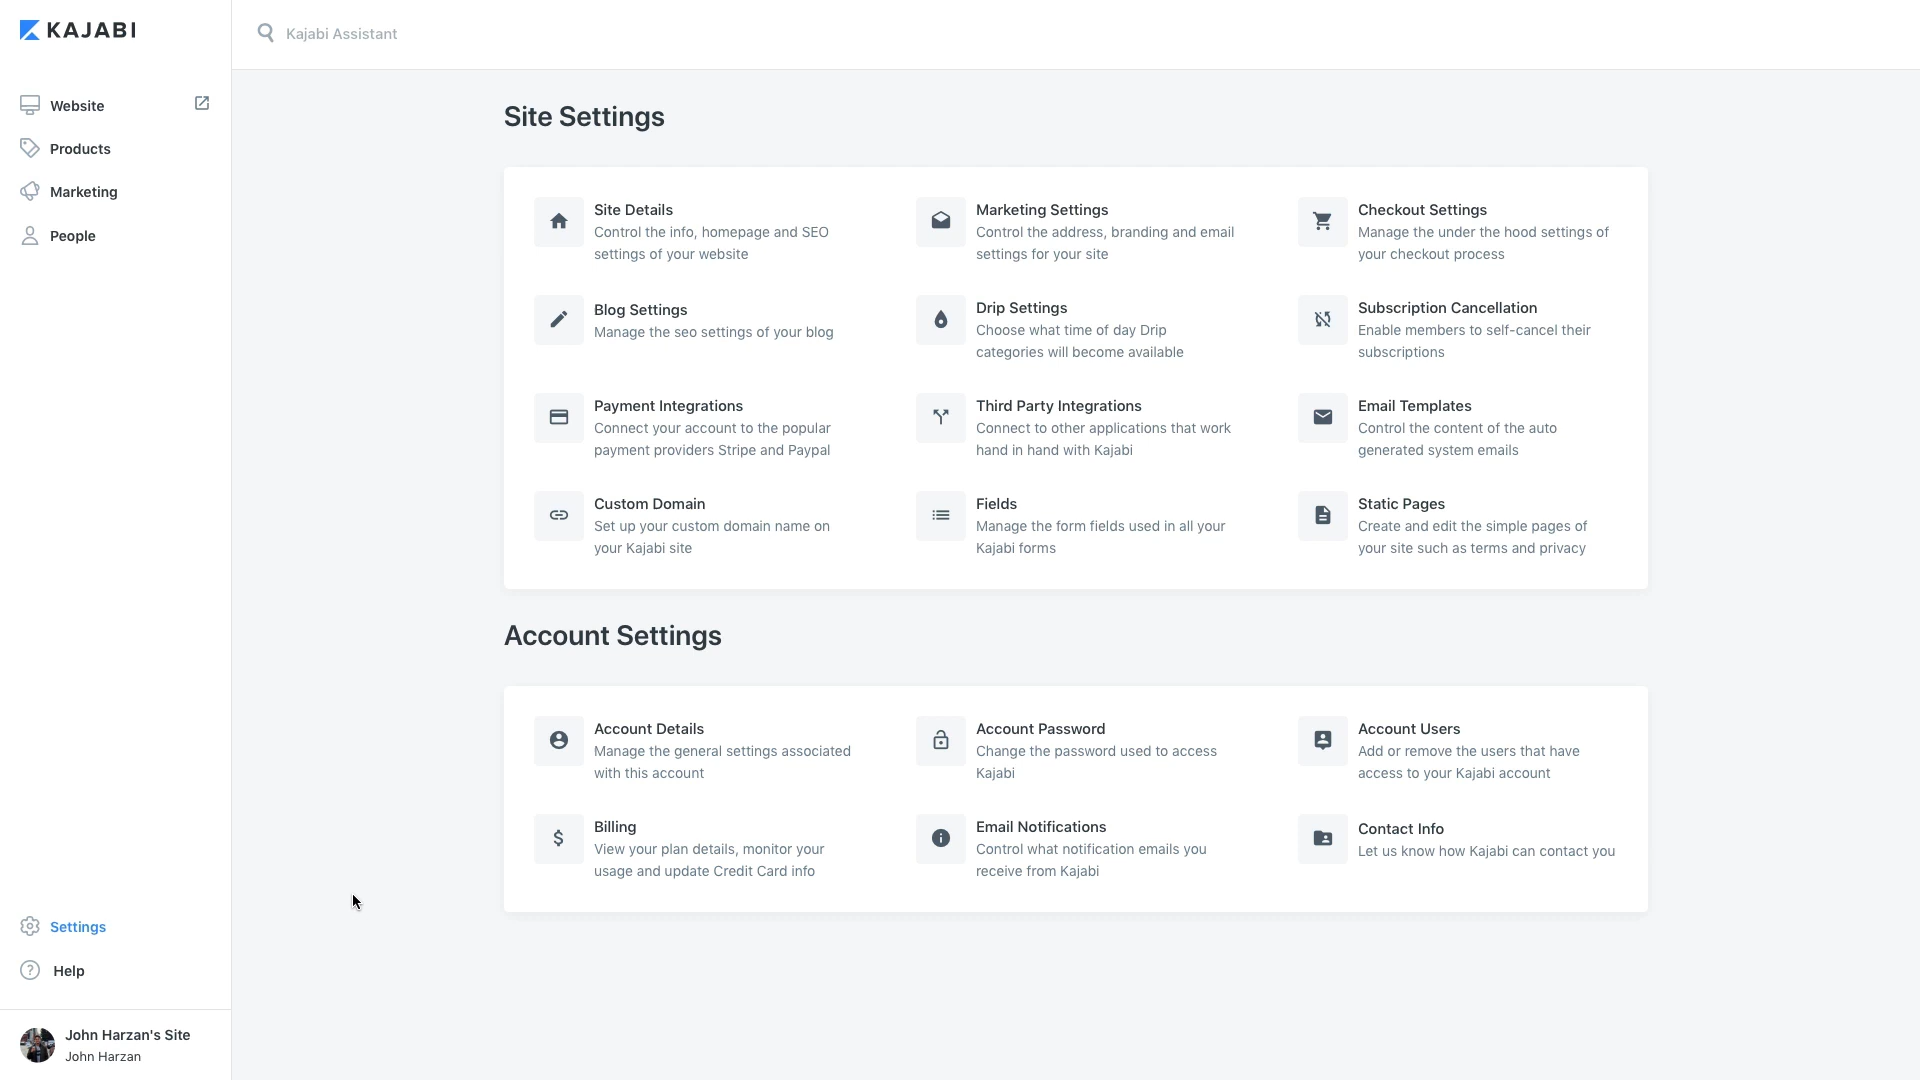 KAJABI
Kajabi Assistant
Website
Products
Marketing
People
Site Settings
Site Details
Control the info, homepage and SEO
settings of your website
Marketing Settings
Control the address, branding and email
settings for your site
Checkout Settings
Manage the under the hood settings of
your checkout process
Blog Settings
Manage the seo settings of your blog
Drip Settings
Choose what time of day Drip
categories will become available
Subscription Cancellation
Enable members to self-cancel their
subscriptions
Payment Integrations
Connect your account to the popular
payment providers Stripe and Paypal
Third Party Integrations
Connect to other applications that work
hand in hand with Kajabi
Email Templates
Control the content of the auto
generated system emails
Custom Domain
Set up your custom domain name on
your Kajabi site
Fields
Manage the form fields used in all your
Kajabi forms
Static Pages
Create and edit the simple pages of
your site such as terms and privacy
Account Settings
Account Details
Manage the general settings associated
with this account
Account Password
Change the password used to access
Kajabi
Account Users
Add or remove the users that have
access to your Kajabi account
Billing
View your plan details, monitor your
usage and update Credit Card info
Email Notifications
Control what notification emails you
receive from Kajabi
Contact Info
Let us know how Kajabi can contact you
Settings
Help
John Harzan's Site
John Harzan